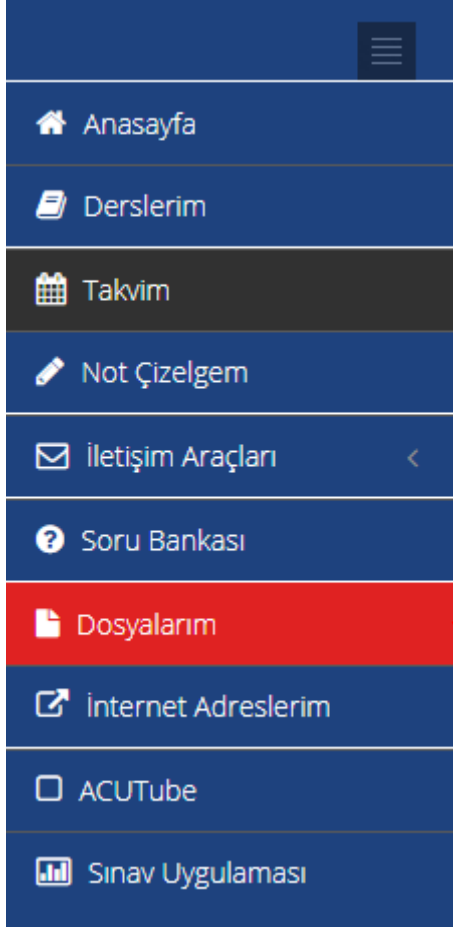 Anasayfa
Derslerim
Takvim
Not Çizelgem
İletişim Araçları
Soru Bankası
Dosyalarım
İnternet Adreslerim
ACUTube
Sınav Uygulaması